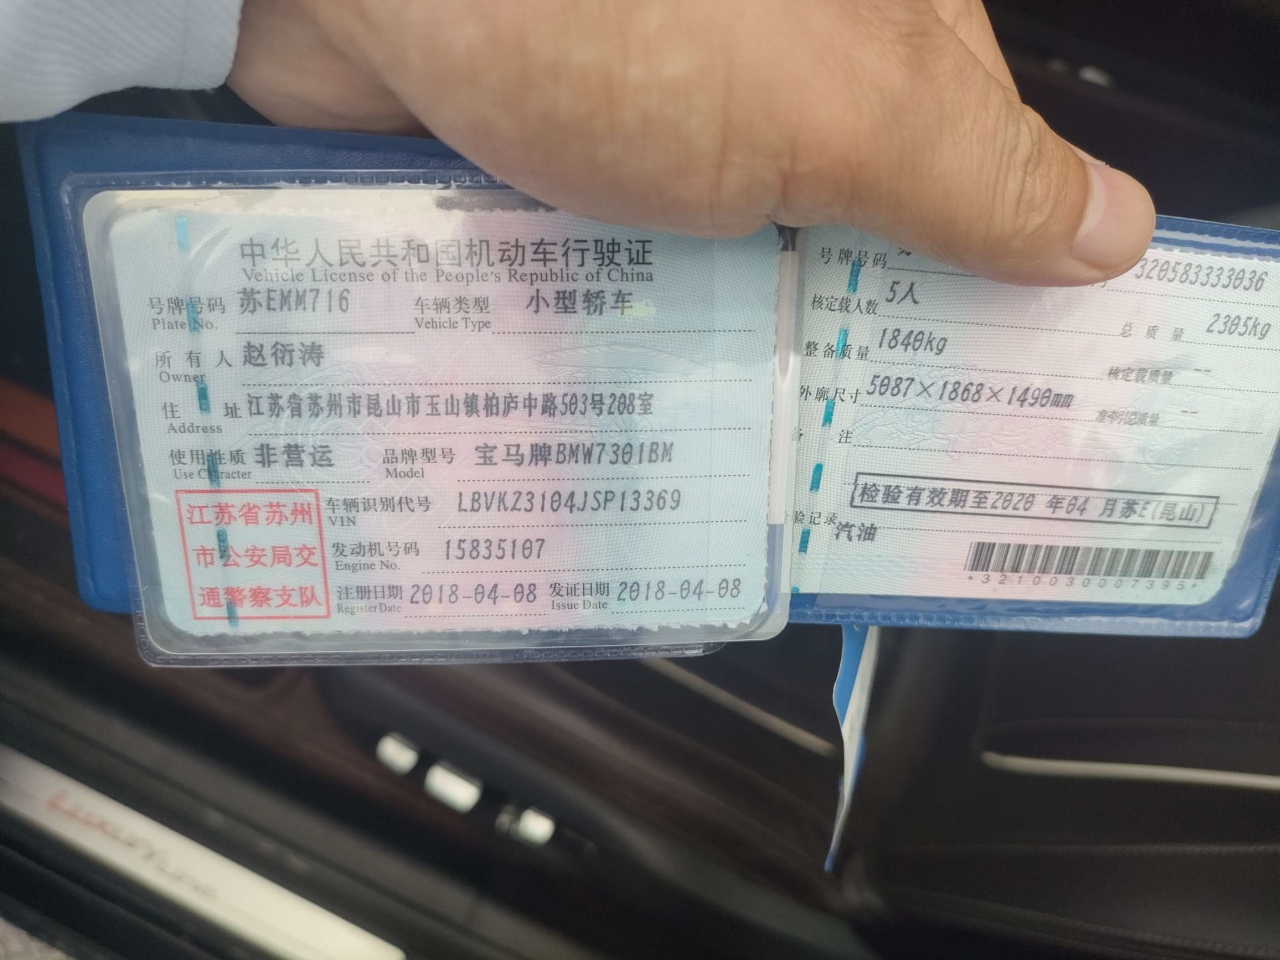 中华人民共和国机动车行驶证
Vehicle License of the People's Republic of China
号牌号码 苏EMM716 车辆类型 小型轿车
Plate No. Vehicle Type
所有人 赵衍涛
Owner
住址 江苏省苏州市昆山市玉山镇柏庐中路503号208室
Address
使用性质 非营运 品牌型号 宝马牌BMW7301BM
Use Character Model
江苏省苏州
市公安局交
通警察支队
车辆识别代号 LBVKZ3104JSP13369
VIN
发动机号码 15835107
Engine No.
注册日期 2018-04-08 发证日期 2018-04-08
Register Date Issue Date
号牌号码 320583333036
核定载人数 5人 总质量 2305kg
整备质量 1840kg 核定载质量 --
外廓尺寸 5087×1868×1490mm 准牵引总质量 --
注
检验有效期至2020 年04 月苏E(昆山)
验记录 汽油
*3210030007395*